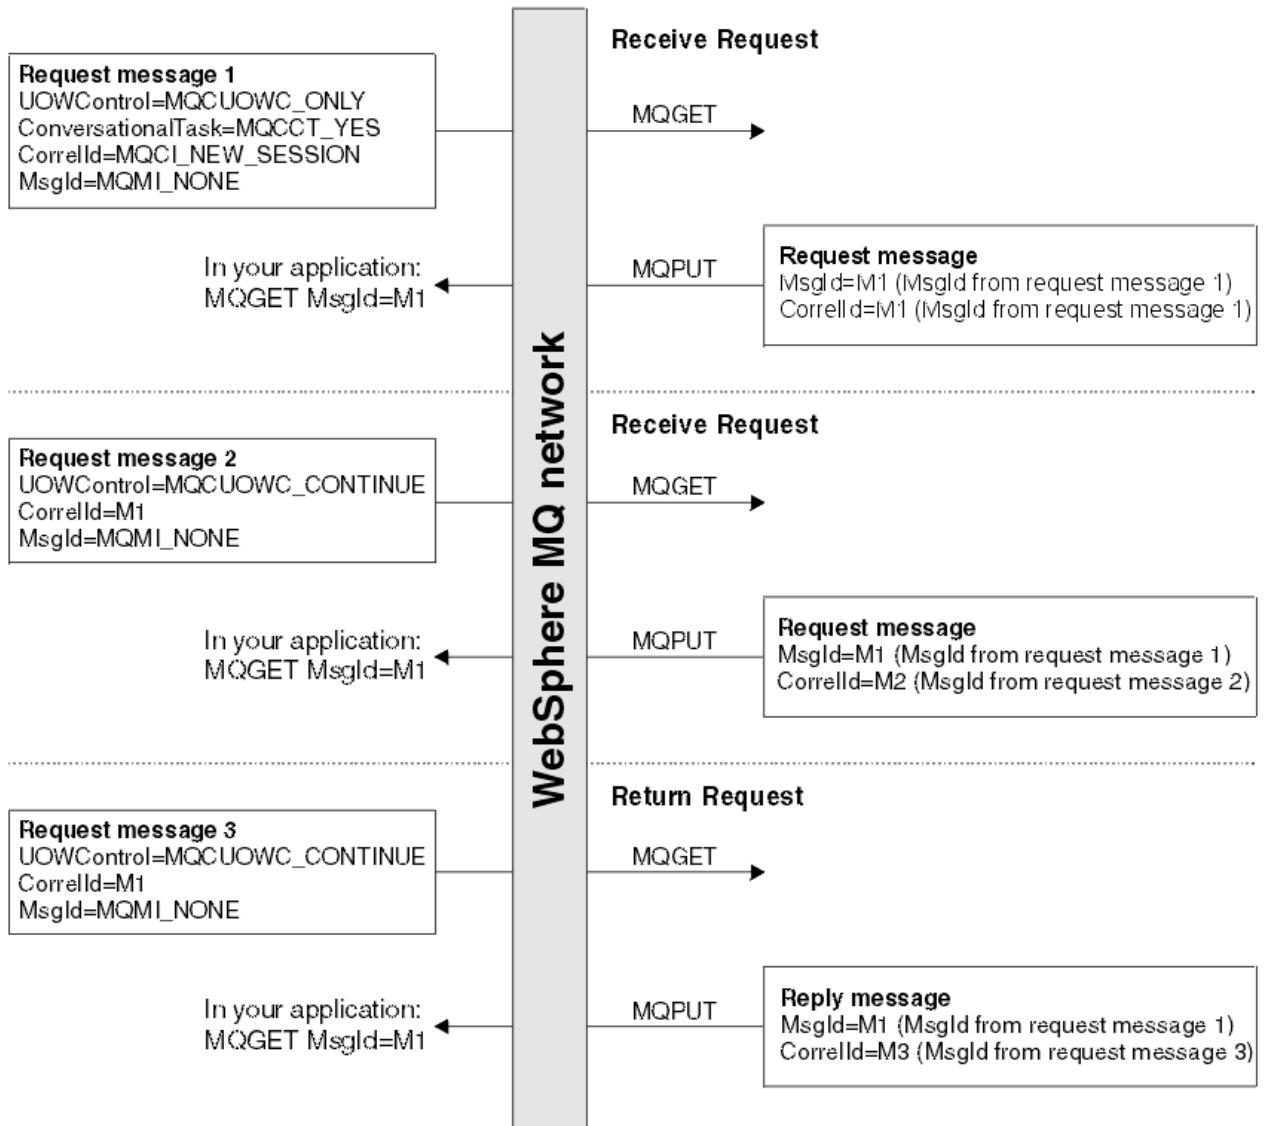 Receive Request
Request message 1
UOWControl=MQCUOWC_ONLY
ConversationalTask=MQCCT_YES
CorrelId=MQCI_NEW_SESSION
MsgId=MQMI_NONE
MQGET
In your application:
MQGET MsgId=M1
MQPUT
Request message
MsgId=M1 (MsgId from request message 1)
CorrelId=M1 (MsgId from request message 1)
WebSphere MQ network
Receive Request
Request message 2
UOWControl=MQCUOWC_CONTINUE
CorrelId=M1
MsgId=MQMI_NONE
MQGET
In your application:
MQGET MsgId=M1
MQPUT
Request message
MsgId=M1 (MsgId from request message 1)
CorrelId=M2 (MsgId from request message 2)
Return Request
Request message 3
UOWControl=MQCUOWC_CONTINUE
CorrelId=M1
MsgId=MQMI_NONE
MQGET
In your application:
MQGET MsgId=M1
MQPUT
Reply message
MsgId=M1 (MsgId from request message 1)
CorrelId=M3 (MsgId from request message 3)